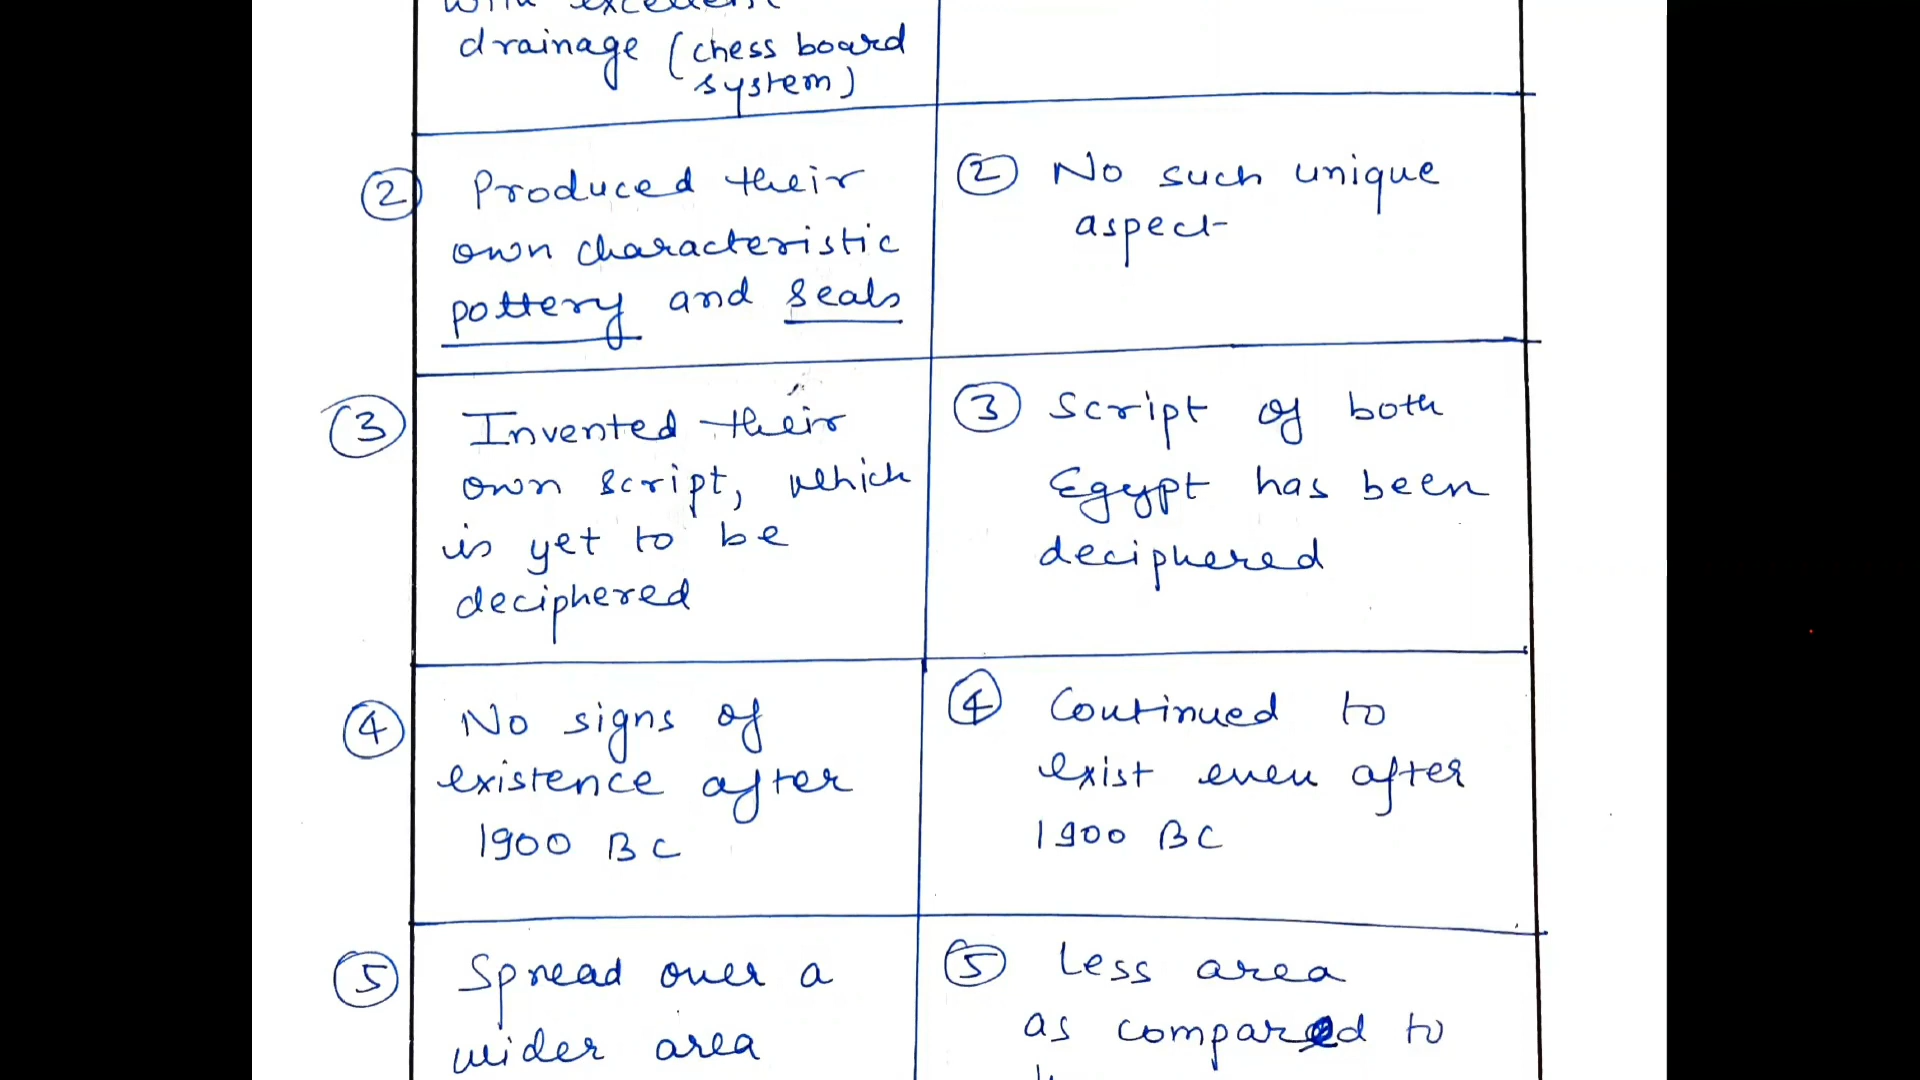 with excellent
drainage (chess board
system)
② Produced their
own characteristic
pottery and seals
② No such unique
aspect
③ Invented their
own script, which
is yet to be
deciphered
③ Script of both
Egypt has been
deciphered
④ No signs of
existence after
1900 BC
④ Continued to
exist even after
1900 BC
⑤ Spread over a
wider area
⑤ Less area
as compared to